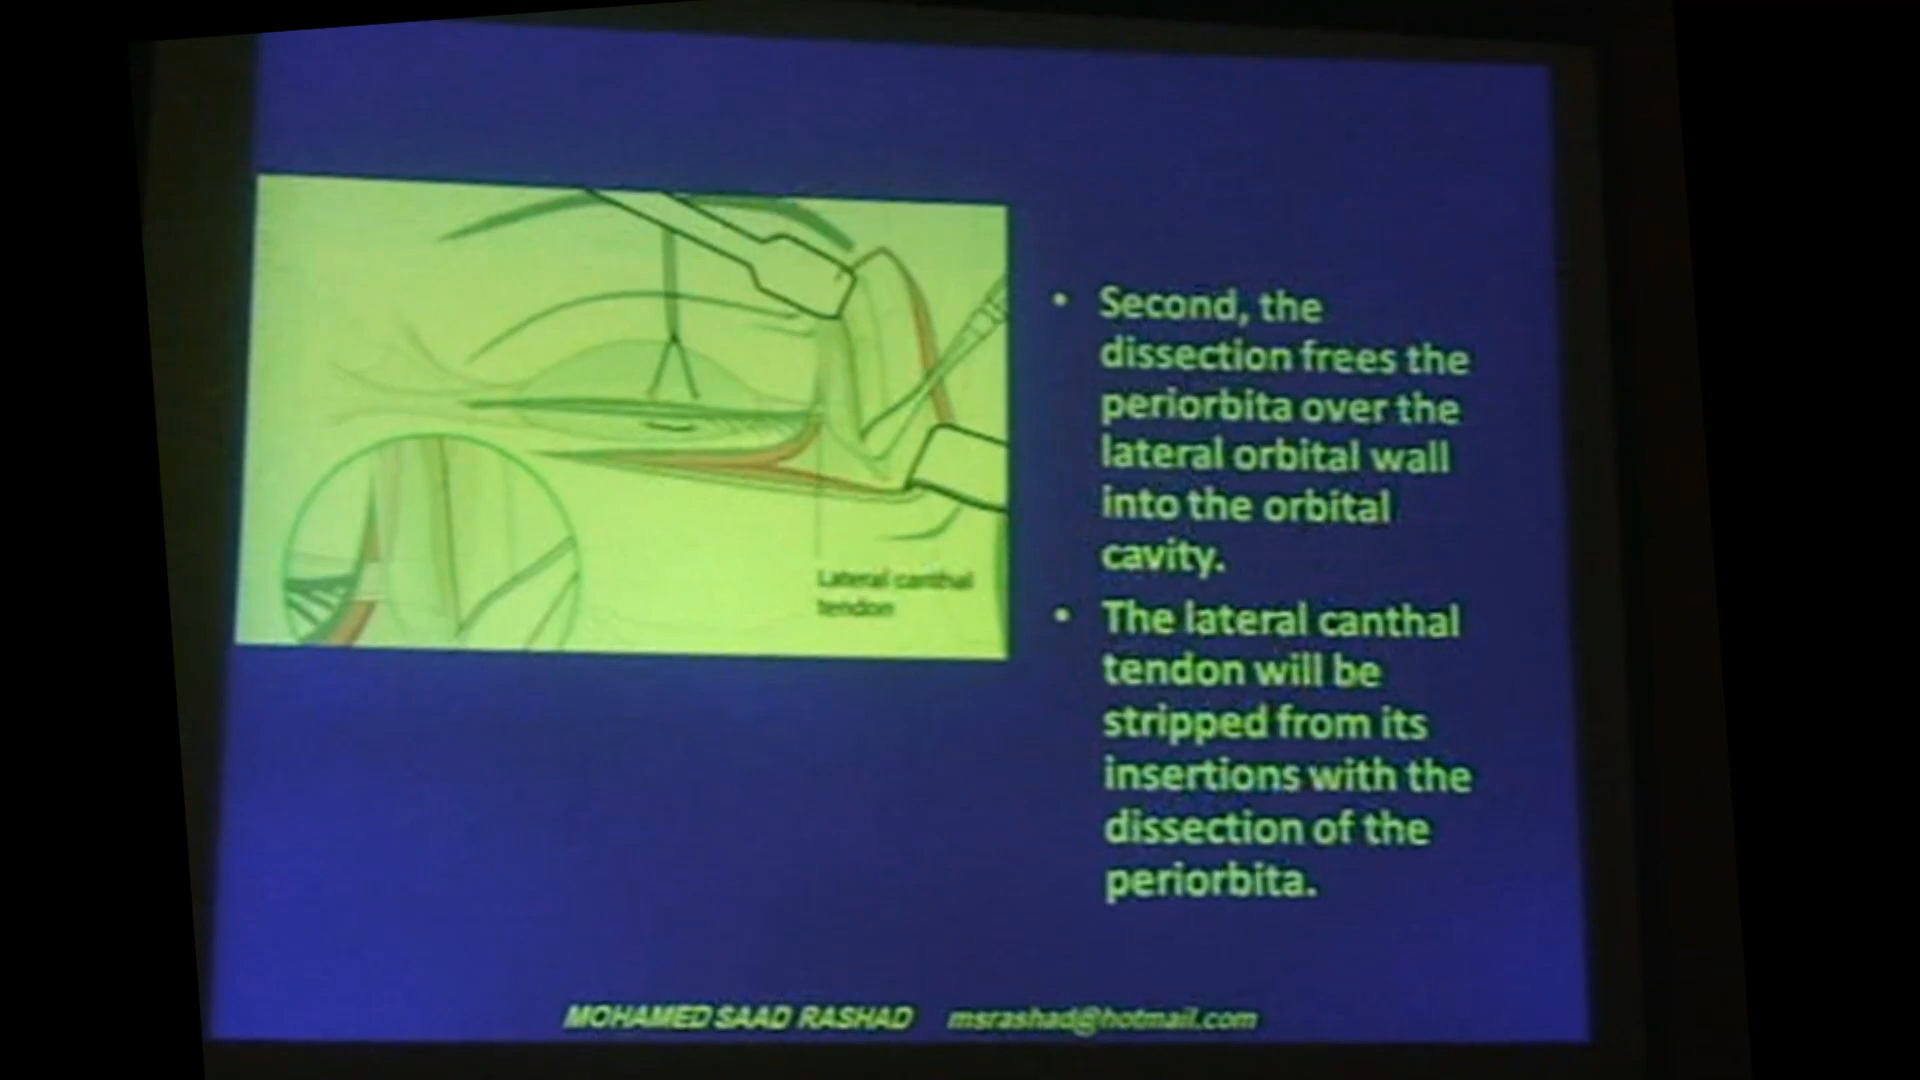 Lateral canthal
tendon
• Second, the
dissection frees the
periorbita over the
lateral orbital wall
into the orbital
cavity.
• The lateral canthal
tendon will be
stripped from its
insertions with the
dissection of the
periorbita.
MOHAMED SAAD RASHAD msrashad@hotmail.com